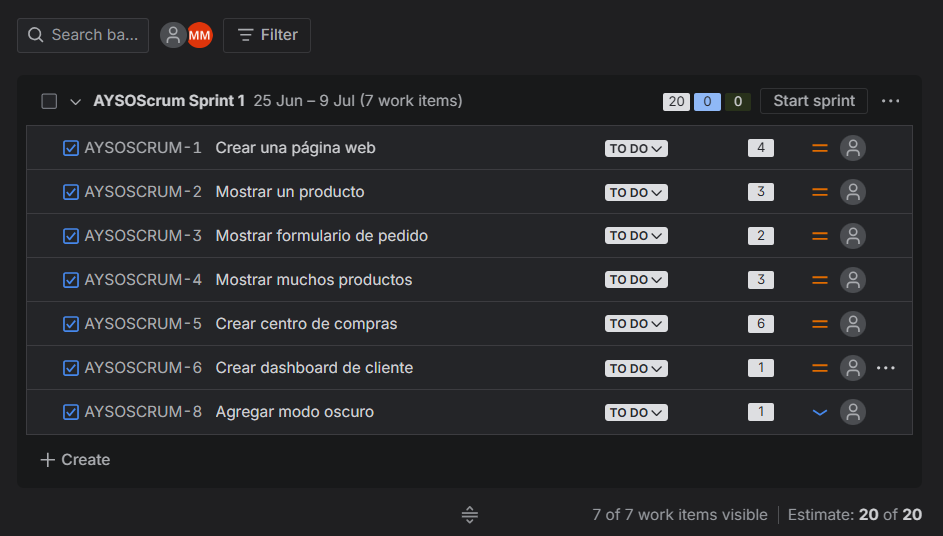 Search ba... MM Filter
AYSOScrum Sprint 1 25 Jun – 9 Jul (7 work items) 20 0 0 Start sprint
AYSOSCRUM-1 Crear una página web TO DO 4
AYSOSCRUM-2 Mostrar un producto TO DO 3
AYSOSCRUM-3 Mostrar formulario de pedido TO DO 2
AYSOSCRUM-4 Mostrar muchos productos TO DO 3
AYSOSCRUM-5 Crear centro de compras TO DO 6
AYSOSCRUM-6 Crear dashboard de cliente TO DO 1
AYSOSCRUM-8 Agregar modo oscuro TO DO 1
Create
7 of 7 work items visible Estimate: 20 of 20